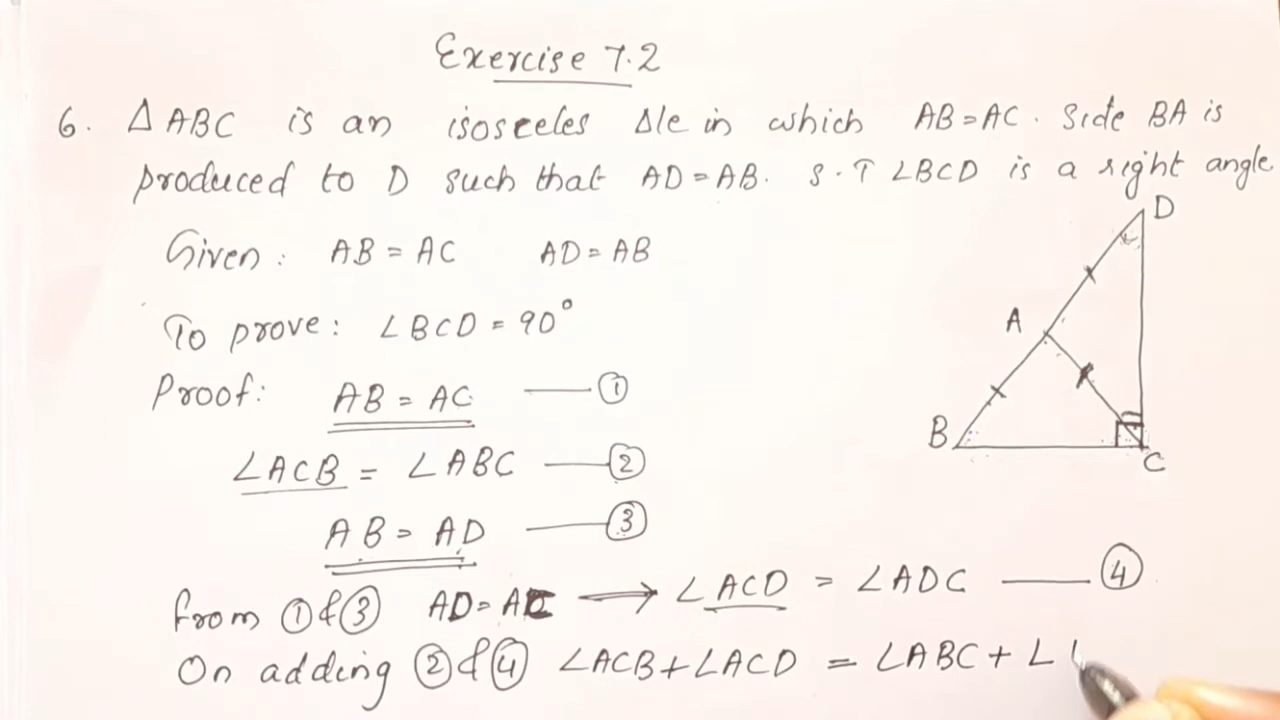 Exercise 7.2
6. △ABC is an isosceles △le in which AB=AC. Side BA is
produced to D such that AD=AB. S.T ∠BCD is a right angle
Given: AB = AC AD = AB
To prove: ∠BCD = 90°
Proof: AB = AC —— ①
∠ACB = ∠ABC —— ②
AB = AD —— ③
from ①&③ AD=AC ⟶ ∠ACD = ∠ADC —— ④
On adding ②&④ ∠ACB+∠ACD = ∠ABC+∠
D
A
B
C